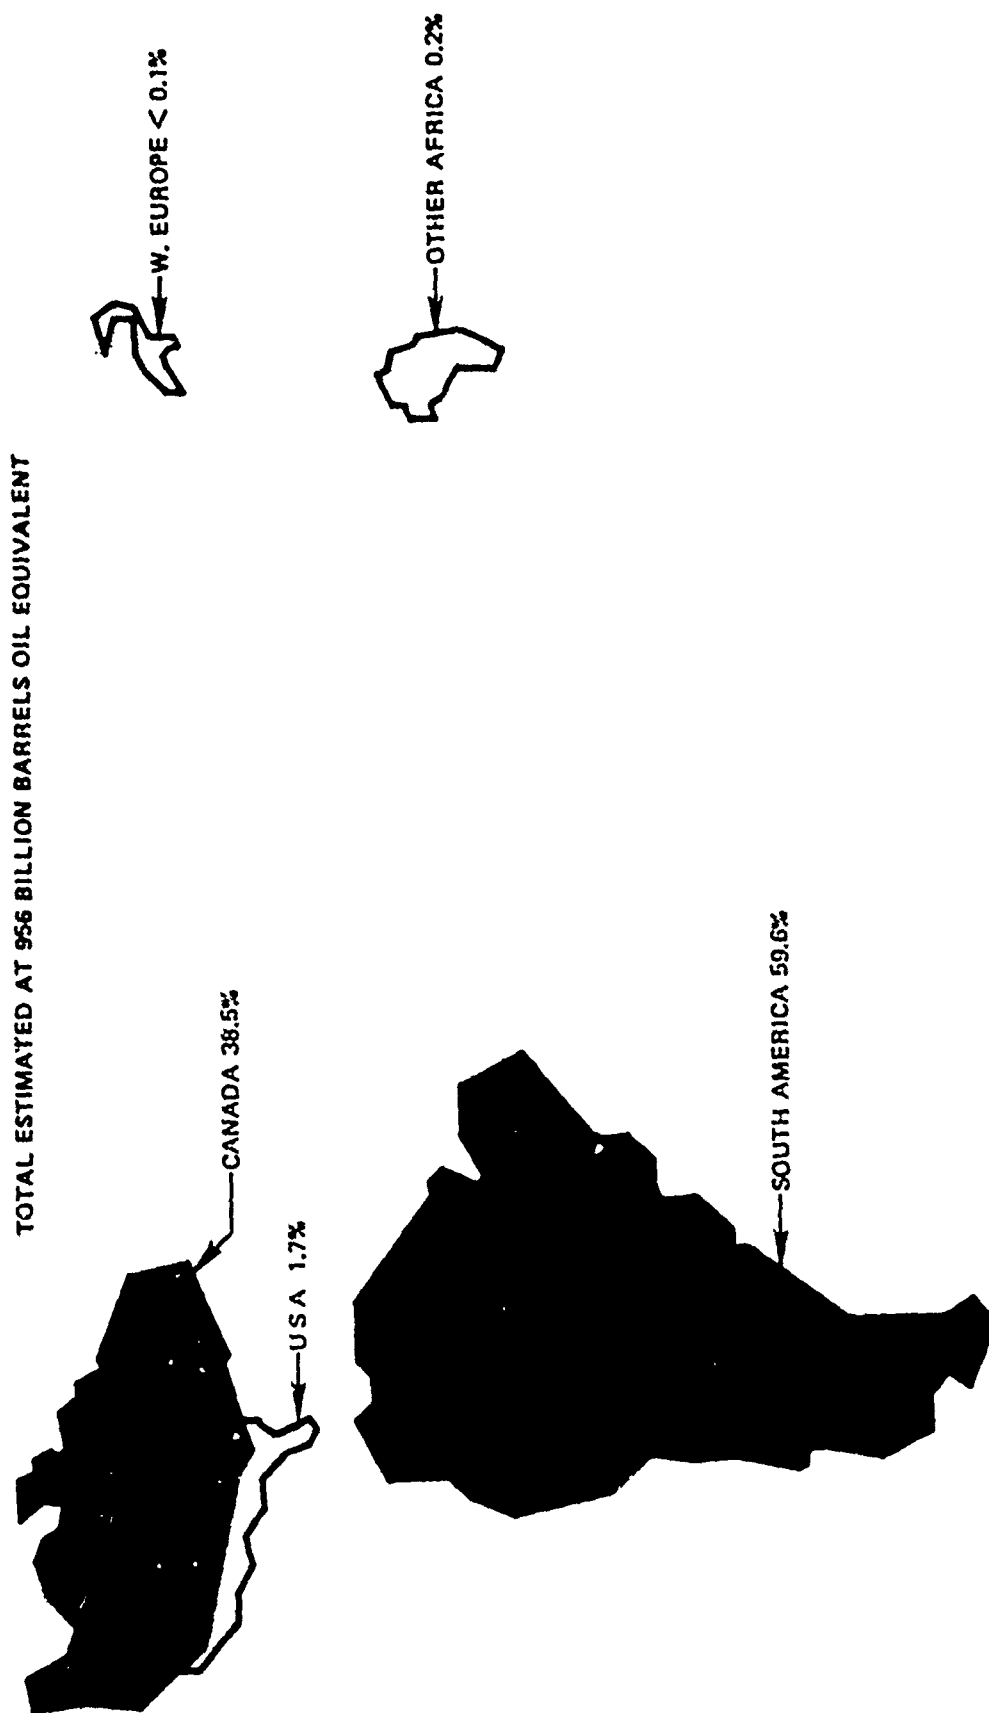 TOTAL ESTIMATED AT 956 BILLION BARRELS OIL EQUIVALENT
CANADA 38.5%
USA 1.7%
W. EUROPE < 0.1%
OTHER AFRICA 0.2%
SOUTH AMERICA 59.6%